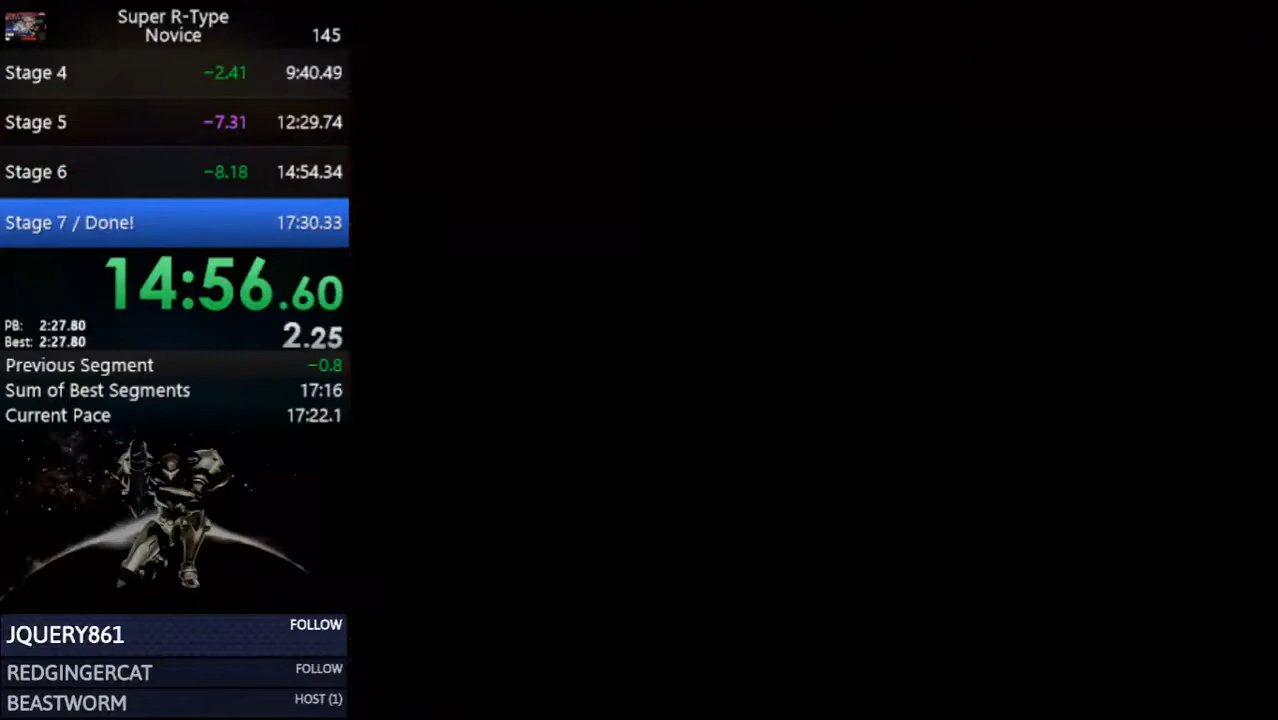 Super R-Type
Novice 145
Stage 4 −2.41 9:40.49
Stage 5 −7.31 12:29.74
Stage 6 −8.18 14:54.34
Stage 7 / Done! 17:30.33
14:56.60
PB: 2:27.80
Best: 2:27.80
2.25
Previous Segment −0.8
Sum of Best Segments 17:16
Current Pace 17:22.1
JQUERY861 FOLLOW
REDGINGERCAT FOLLOW
BEASTWORM HOST (1)